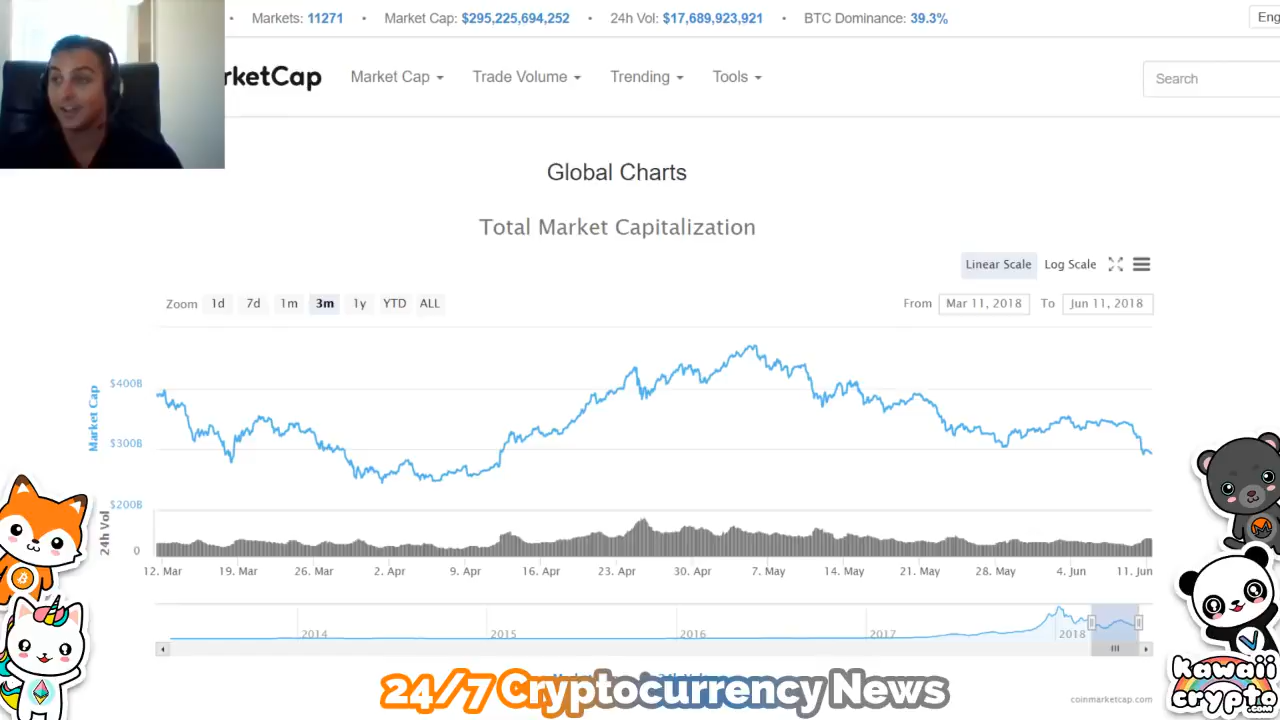 • Markets: 11271 • Market Cap: $295,225,694,252 • 24h Vol: $17,689,923,921 • BTC Dominance: 39.3%
Eng
rketCap Market Cap Trade Volume Trending Tools
Search
Global Charts
Total Market Capitalization
Linear Scale Log Scale
Zoom 1d 7d 1m 3m 1y YTD ALL
From Mar 11, 2018 To Jun 11, 2018
Market Cap
$400B
$300B
$200B
24h Vol
0
12. Mar 19. Mar 26. Mar 2. Apr 9. Apr 16. Apr 23. Apr 30. Apr 7. May 14. May 21. May 28. May 4. Jun 11. Jun
2014 2015 2016 2017 2018
24/7 Cryptocurrency News
coinmarketcap.com
kawaii
crypto
.com